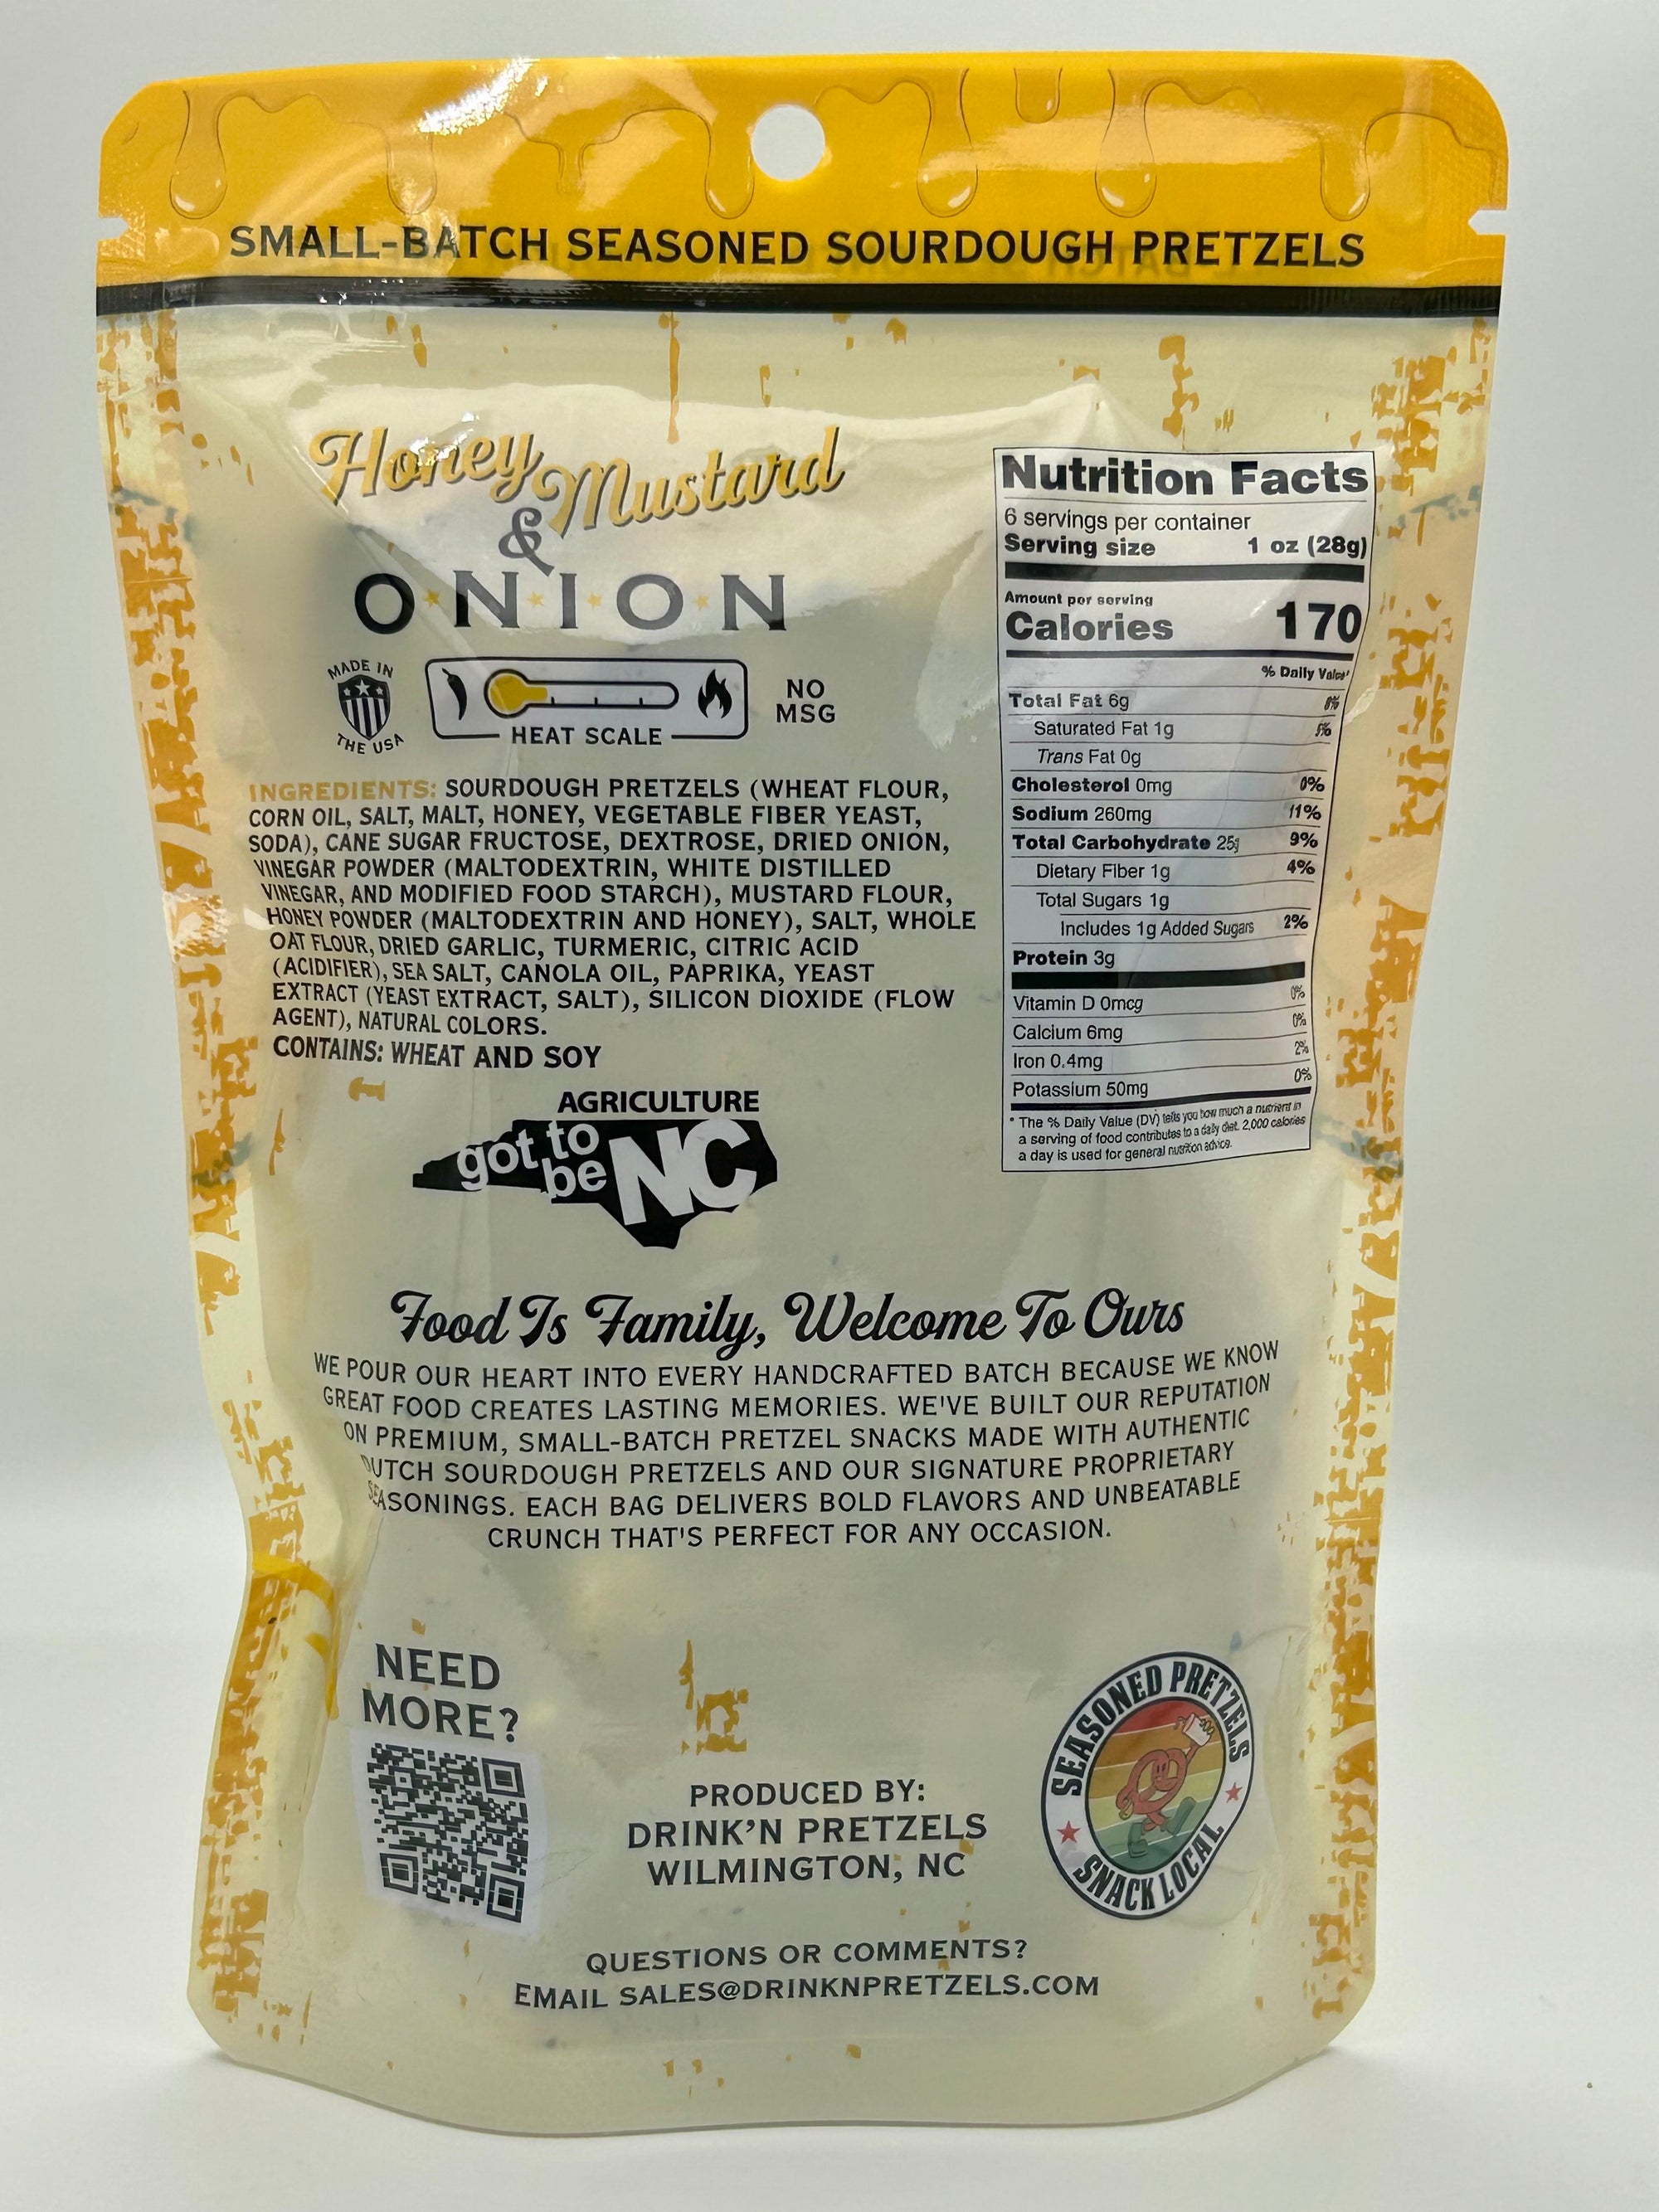 SMALL-BATCH SEASONED SOURDOUGH PRETZELS
Honey Mustard
&
ONION
MADE IN
THE USA
HEAT SCALE
NO
MSG
INGREDIENTS: SOURDOUGH PRETZELS (WHEAT FLOUR,
CORN OIL, SALT, MALT, HONEY, VEGETABLE FIBER YEAST,
SODA), CANE SUGAR FRUCTOSE, DEXTROSE, DRIED ONION,
VINEGAR POWDER (MALTODEXTRIN, WHITE DISTILLED
VINEGAR, AND MODIFIED FOOD STARCH), MUSTARD FLOUR,
HONEY POWDER (MALTODEXTRIN AND HONEY), SALT, WHOLE
OAT FLOUR, DRIED GARLIC, TURMERIC, CITRIC ACID
(ACIDIFIER), SEA SALT, CANOLA OIL, PAPRIKA, YEAST
EXTRACT (YEAST EXTRACT, SALT), SILICON DIOXIDE (FLOW
AGENT), NATURAL COLORS.
CONTAINS: WHEAT AND SOY
AGRICULTURE
got to
be NC
Nutrition Facts
6 servings per container
Serving size 1 oz (28g)
Amount per serving
Calories 170
% Daily Value*
Total Fat 6g 8%
Saturated Fat 1g 5%
Trans Fat 0g
Cholesterol 0mg 0%
Sodium 260mg 11%
Total Carbohydrate 25g 9%
Dietary Fiber 1g 4%
Total Sugars 1g
Includes 1g Added Sugars 2%
Protein 3g
Vitamin D 0mcg 0%
Calcium 6mg 0%
Iron 0.4mg 2%
Potassium 50mg 0%
* The % Daily Value (DV) tells you how much a nutrient in
a serving of food contributes to a daily diet. 2,000 calories
a day is used for general nutrition advice.
Food Is Family, Welcome To Ours
WE POUR OUR HEART INTO EVERY HANDCRAFTED BATCH BECAUSE WE KNOW
GREAT FOOD CREATES LASTING MEMORIES. WE'VE BUILT OUR REPUTATION
ON PREMIUM, SMALL-BATCH PRETZEL SNACKS MADE WITH AUTHENTIC
DUTCH SOURDOUGH PRETZELS AND OUR SIGNATURE PROPRIETARY
SEASONINGS. EACH BAG DELIVERS BOLD FLAVORS AND UNBEATABLE
CRUNCH THAT'S PERFECT FOR ANY OCCASION.
NEED
MORE?
PRODUCED BY:
DRINK'N PRETZELS
WILMINGTON, NC
SEASONED PRETZELS
SNACK LOCAL
QUESTIONS OR COMMENTS?
EMAIL SALES@DRINKNPRETZELS.COM